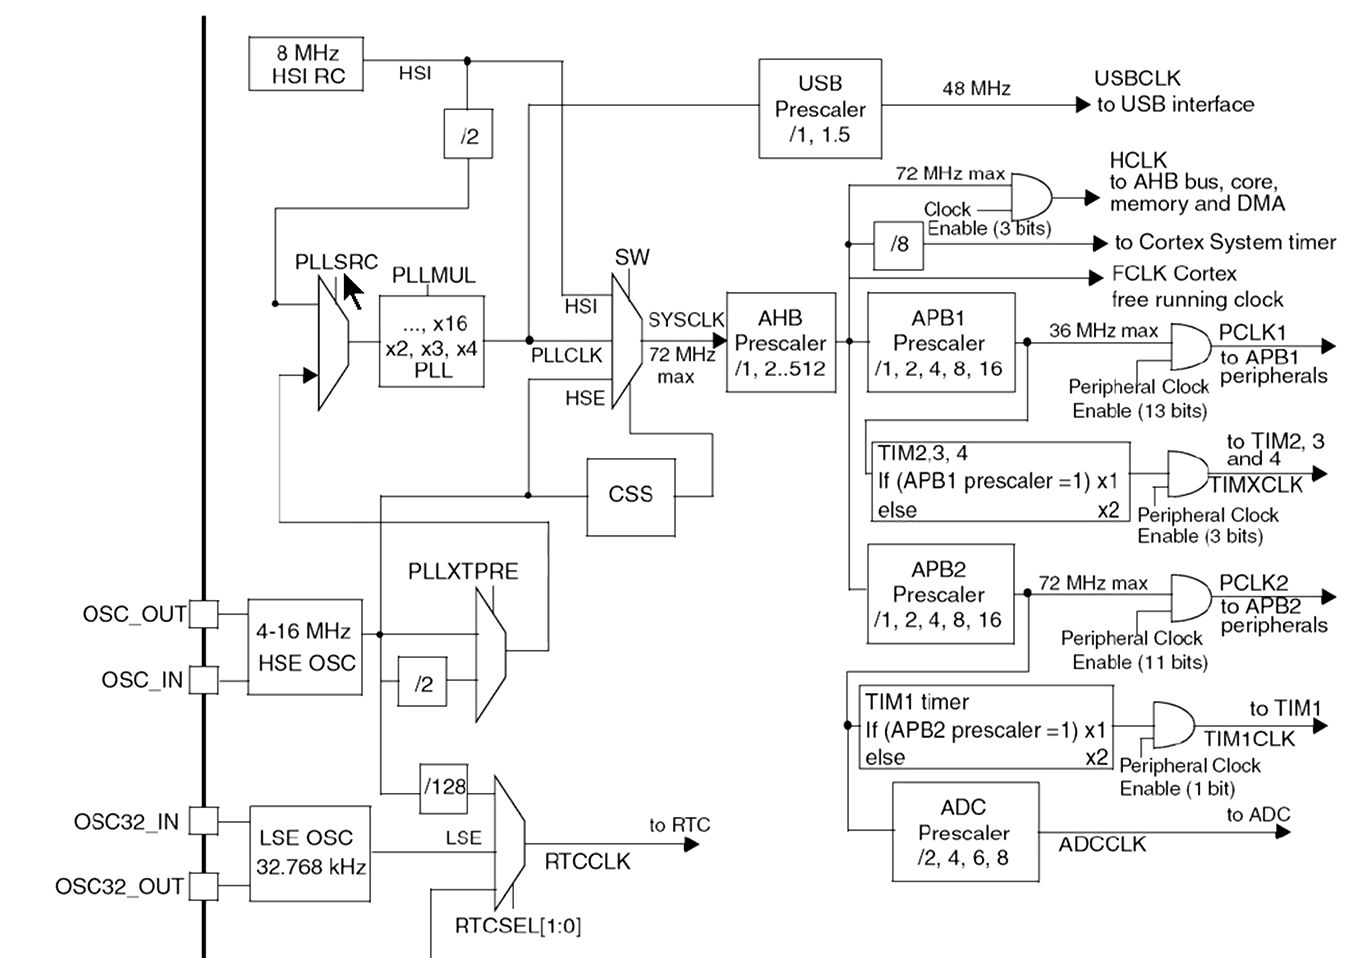 8 MHz
HSI RC
HSI
/2
USB
Prescaler
/1, 1.5
48 MHz
USBCLK
to USB interface
72 MHz max
HCLK
to AHB bus, core,
memory and DMA
Clock
Enable (3 bits)
/8
to Cortex System timer
FCLK Cortex
free running clock
PLLSRC
PLLMUL
..., x16
x2, x3, x4
PLL
SW
HSI
PLLCLK
HSE
SYSCLK
72 MHz
max
AHB
Prescaler
/1, 2..512
APB1
Prescaler
/1, 2, 4, 8, 16
36 MHz max
PCLK1
to APB1
peripherals
Peripheral Clock
Enable (13 bits)
TIM2,3, 4
If (APB1 prescaler =1) x1
else x2
to TIM2, 3
and 4
TIMXCLK
Peripheral Clock
Enable (3 bits)
CSS
PLLXTPRE
OSC_OUT
OSC_IN
4-16 MHz
HSE OSC
/2
APB2
Prescaler
/1, 2, 4, 8, 16
72 MHz max
PCLK2
to APB2
peripherals
Peripheral Clock
Enable (11 bits)
TIM1 timer
If (APB2 prescaler =1) x1
else x2
to TIM1
TIM1CLK
Peripheral Clock
Enable (1 bit)
/128
OSC32_IN
OSC32_OUT
LSE OSC
32.768 kHz
LSE
to RTC
RTCCLK
RTCSEL[1:0]
ADC
Prescaler
/2, 4, 6, 8
to ADC
ADCCLK